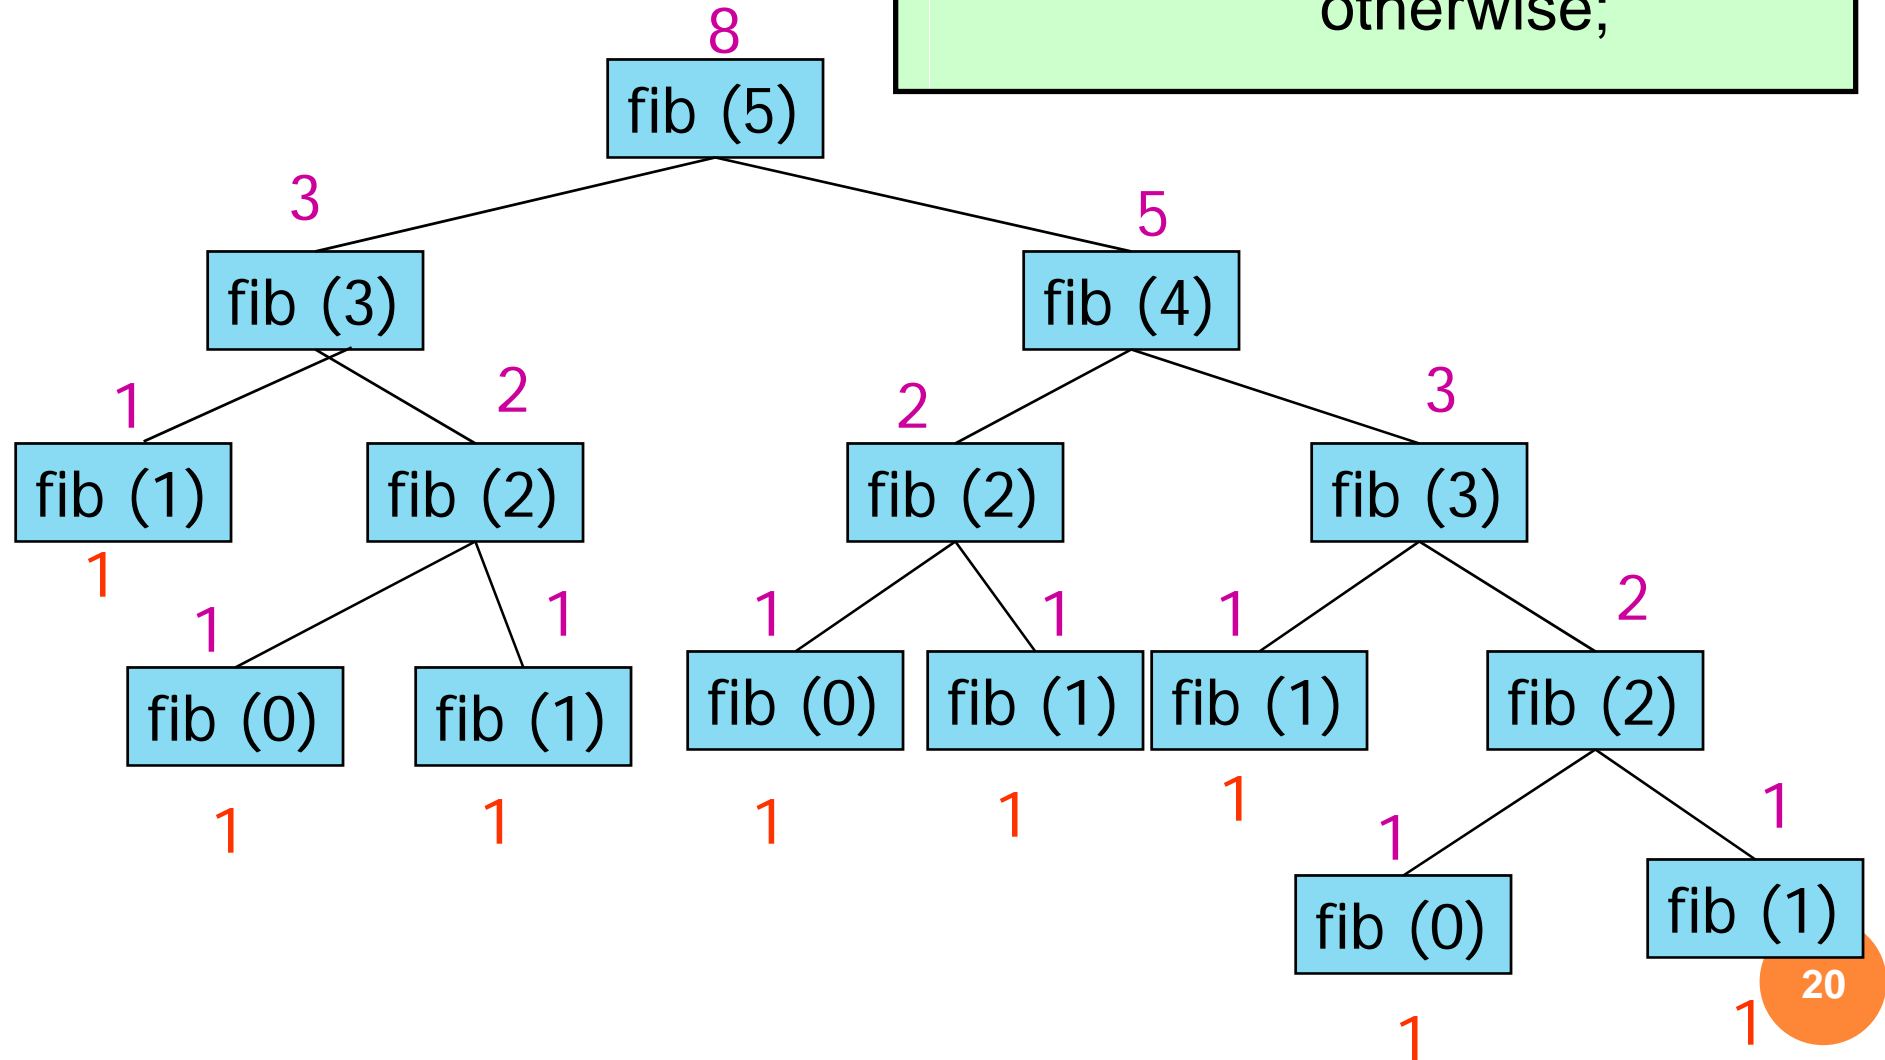 otherwise;
8
fib (5)
3
5
fib (3)
fib (4)
1
2
2
3
fib (1)
fib (2)
fib (2)
fib (3)
1
1
1
1
1
1
2
fib (0)
fib (1)
fib (0)
fib (1)
fib (1)
fib (2)
1
1
1
1
1
1
1
fib (0)
fib (1)
20
1
1